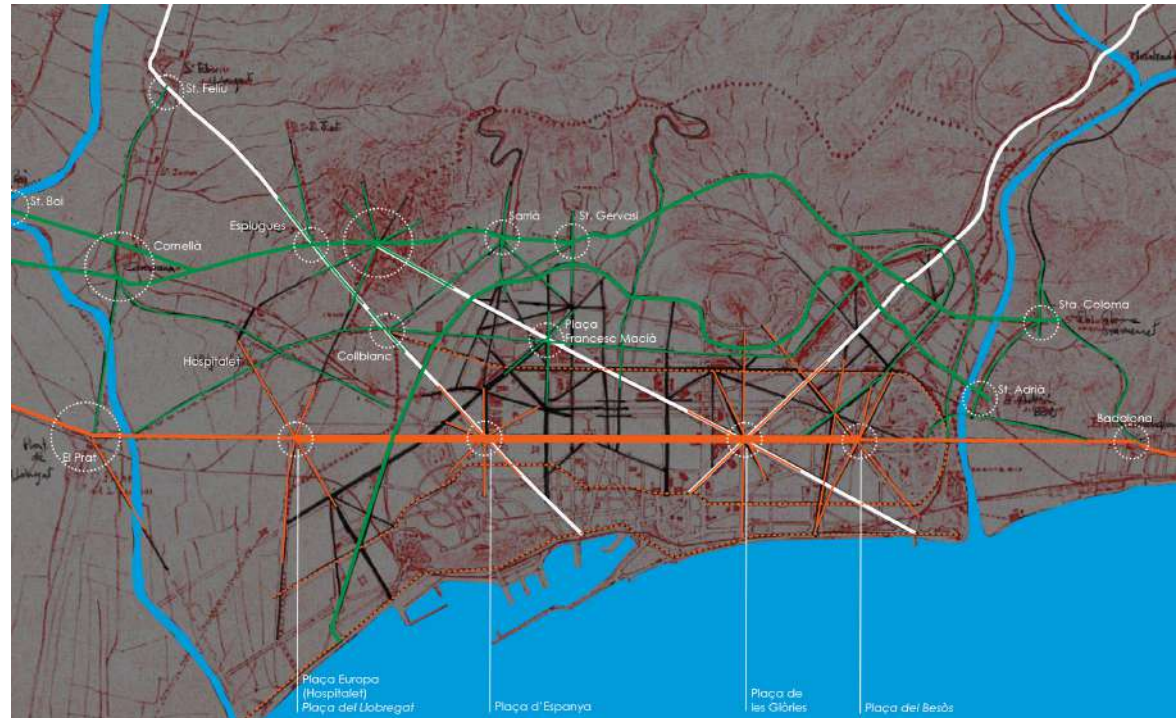 St. Feliu
St. Boi
Cornellà
Esplugues
Sarrià
St. Gervasi
Sta. Coloma
Plaça
Francesc Macià
Collblanc
Hospitalet
St. Adrià
Badalona
El Prat
Plaça Europa
(Hospitalet)
Plaça del Llobregat
Plaça d'Espanya
Plaça de
les Glòries
Plaça del Besòs